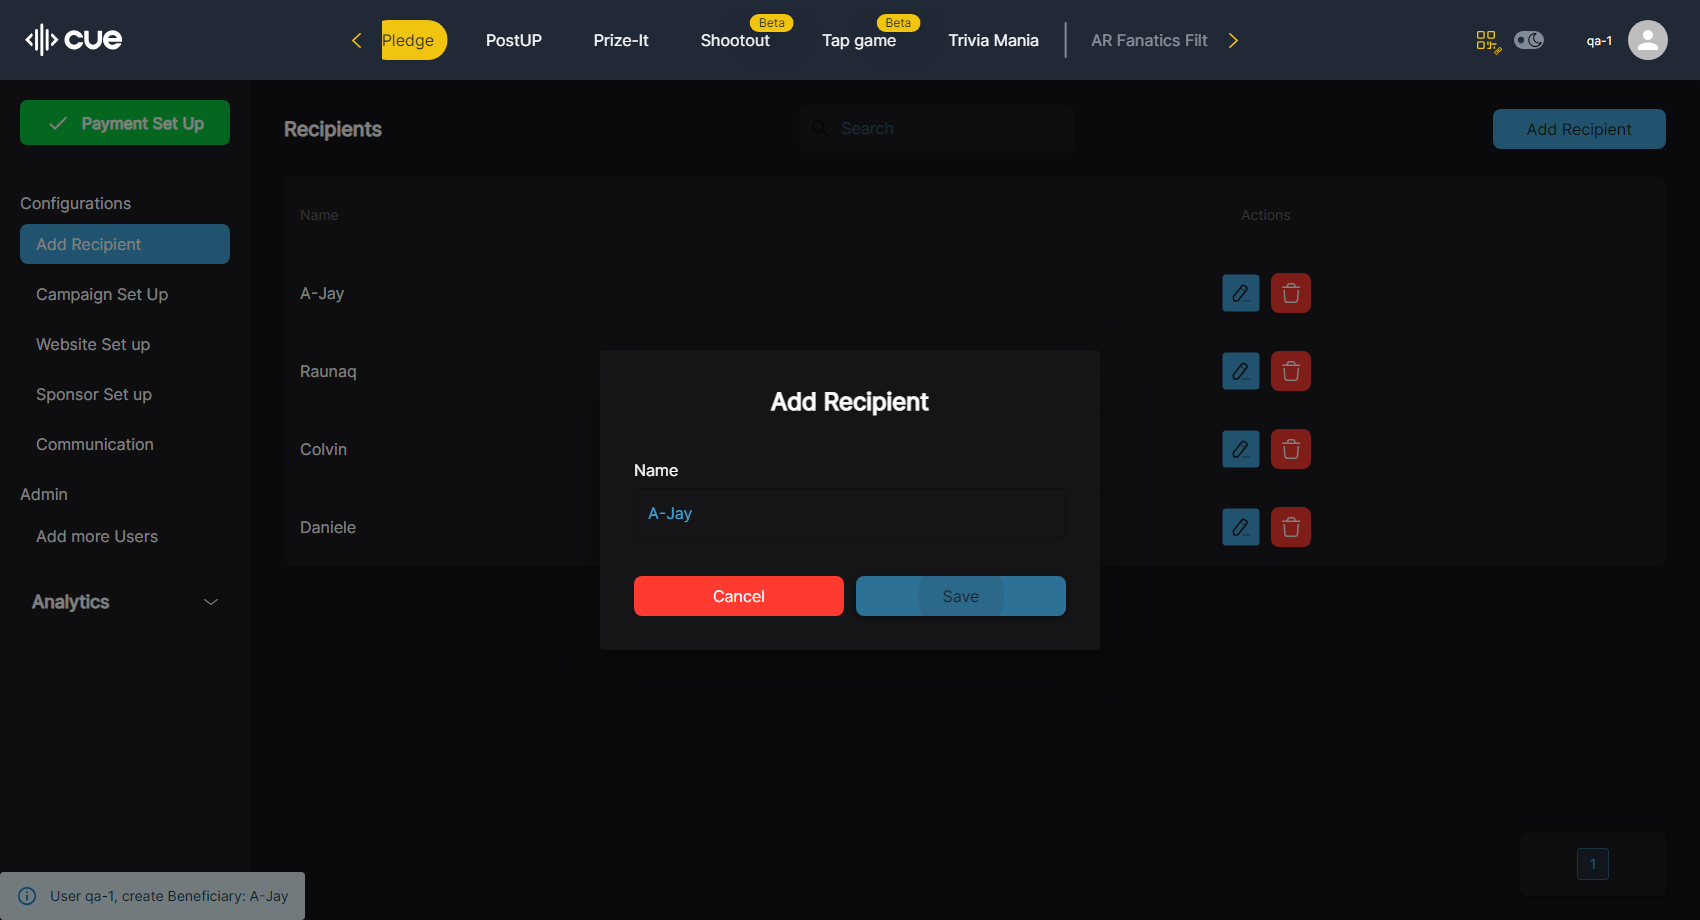 cue
Pledge
PostUP
Prize-It
Shootout
Beta
Tap game
Beta
Trivia Mania
AR Fanatics Filt
qa-1
Payment Set Up
Configurations
Add Recipient
Campaign Set Up
Website Set up
Sponsor Set up
Communication
Admin
Add more Users
Analytics
Recipients
Search
Add Recipient
Name
Actions
A-Jay
Raunaq
Colvin
Daniele
Add Recipient
Name
A-Jay
Cancel
Save
1
User qa-1, create Beneficiary: A-Jay